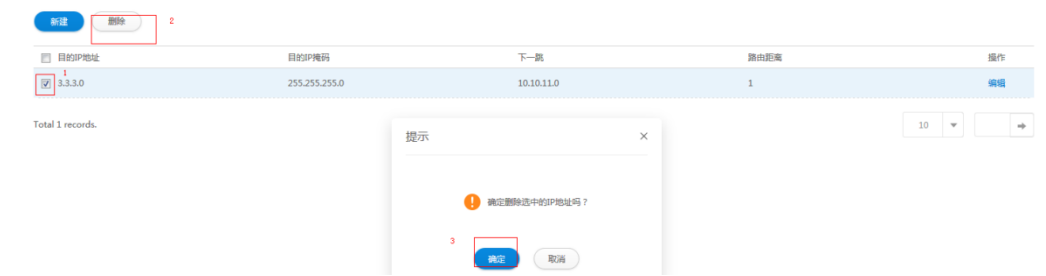 新建 删除 2
目的IP地址 目的IP掩码 下一跳 路由距离 操作
1
3.3.3.0 255.255.255.0 10.10.11.0 1 编辑
Total 1 records. 10
提示 ×
确定删除选中的IP地址吗？
3
确定 取消